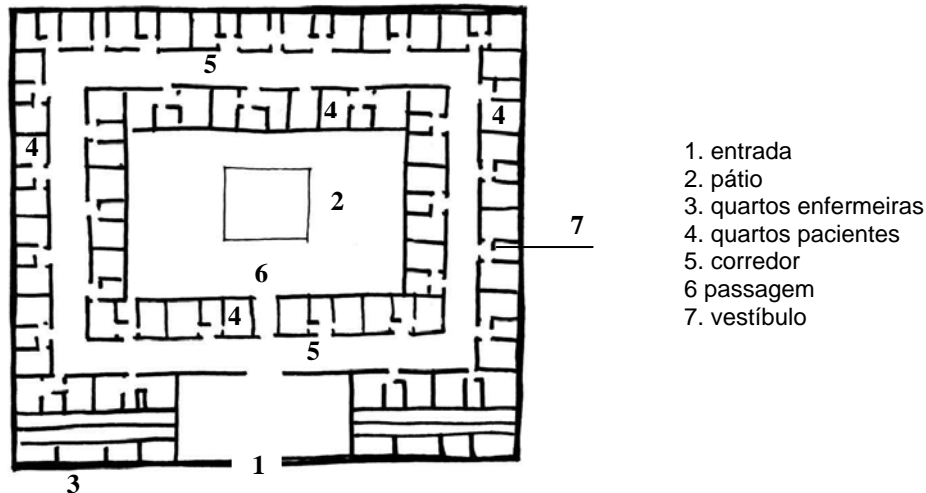 5
4
4
4
2
7
6
4
5
1
3
1. entrada
2. pátio
3. quartos enfermeiras
4. quartos pacientes
5. corredor
6 passagem
7. vestíbulo